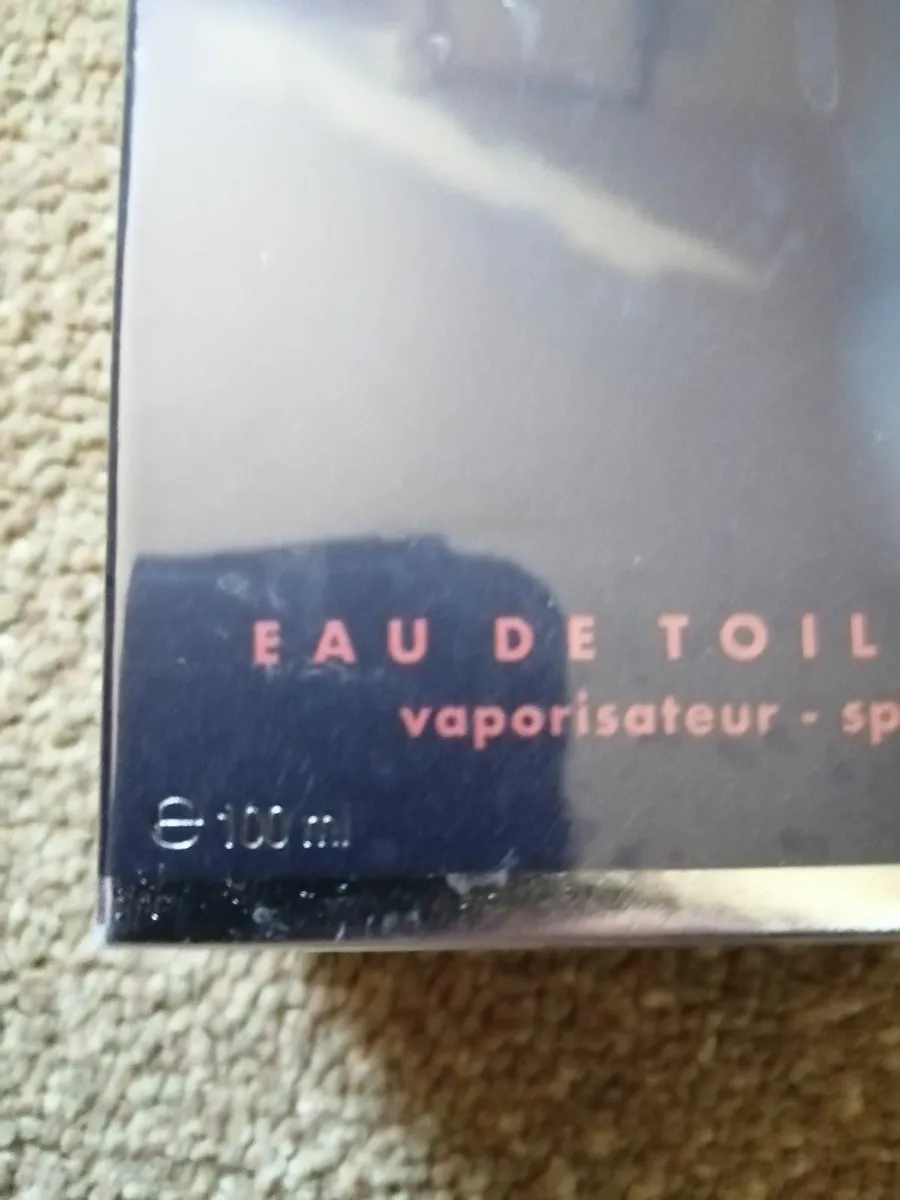 EAU DE TOIL
vaporisateur - sp
℮ 100 ml